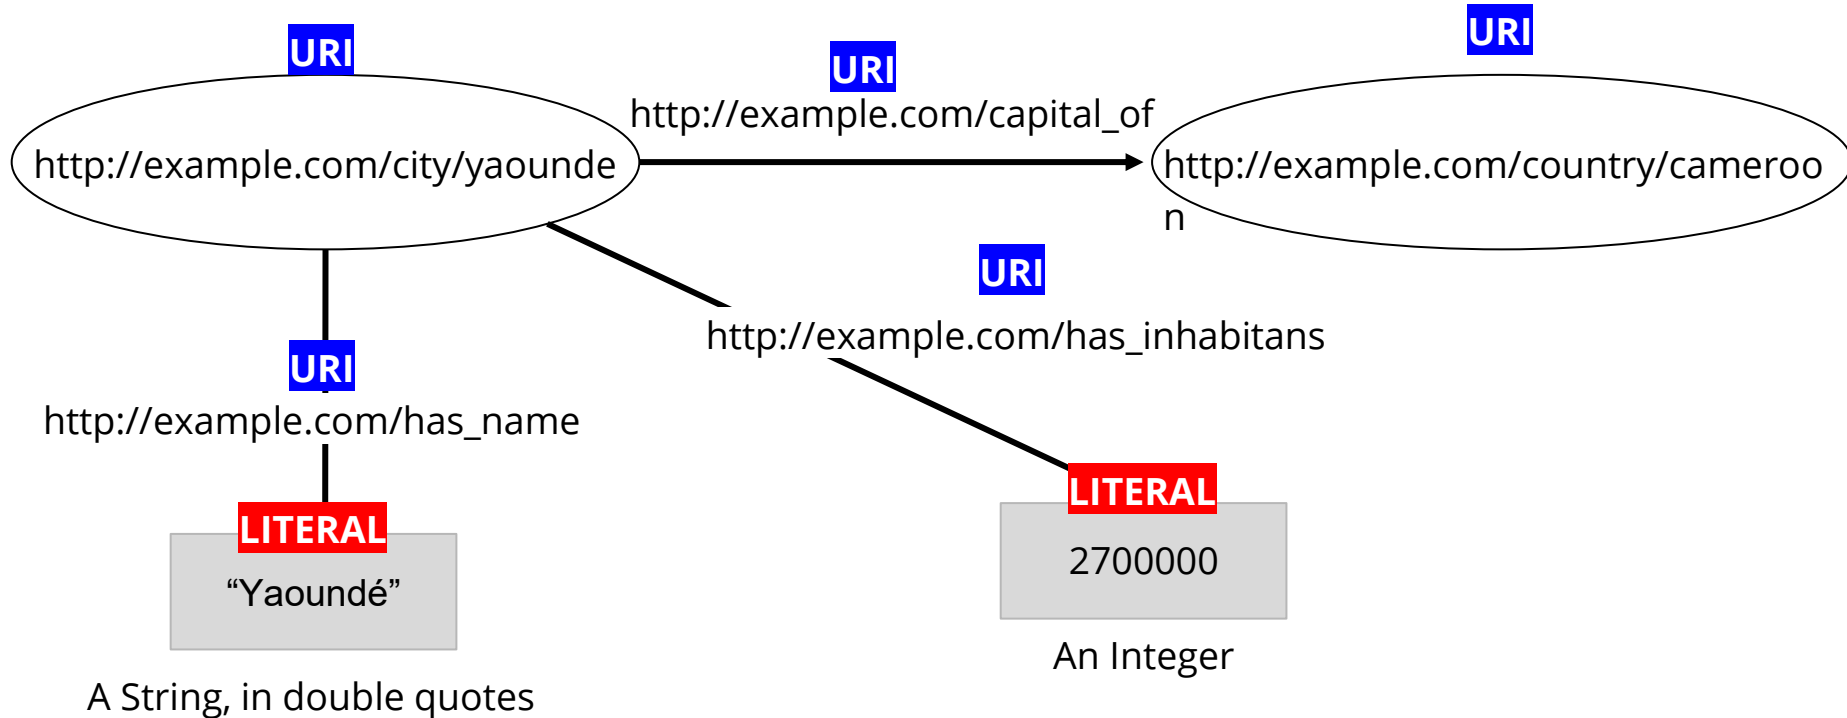 URI
URI
URI
http://example.com/capital_of
http://example.com/city/yaounde
http://example.com/country/cameroo
n
URI
http://example.com/has_inhabitans
URI
http://example.com/has_name
LITERAL
2700000
An Integer
LITERAL
“Yaoundé”
A String, in double quotes